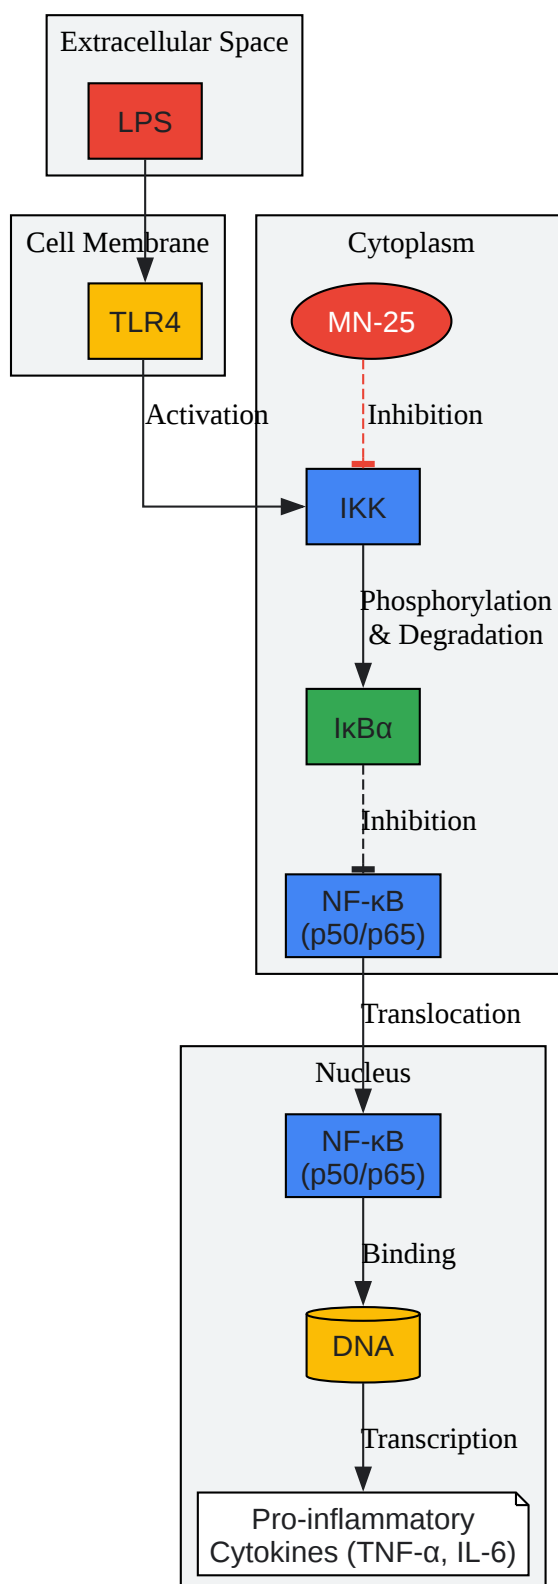 Extracellular Space
LPS
Cell Membrane
TLR4
Cytoplasm
MN-25
Activation
Inhibition
IKK
Phosphorylation
& Degradation
IκBα
Inhibition
NF-κB
(p50/p65)
Translocation
Nucleus
NF-κB
(p50/p65)
Binding
DNA
Transcription
Pro-inflammatory
Cytokines (TNF-α, IL-6)